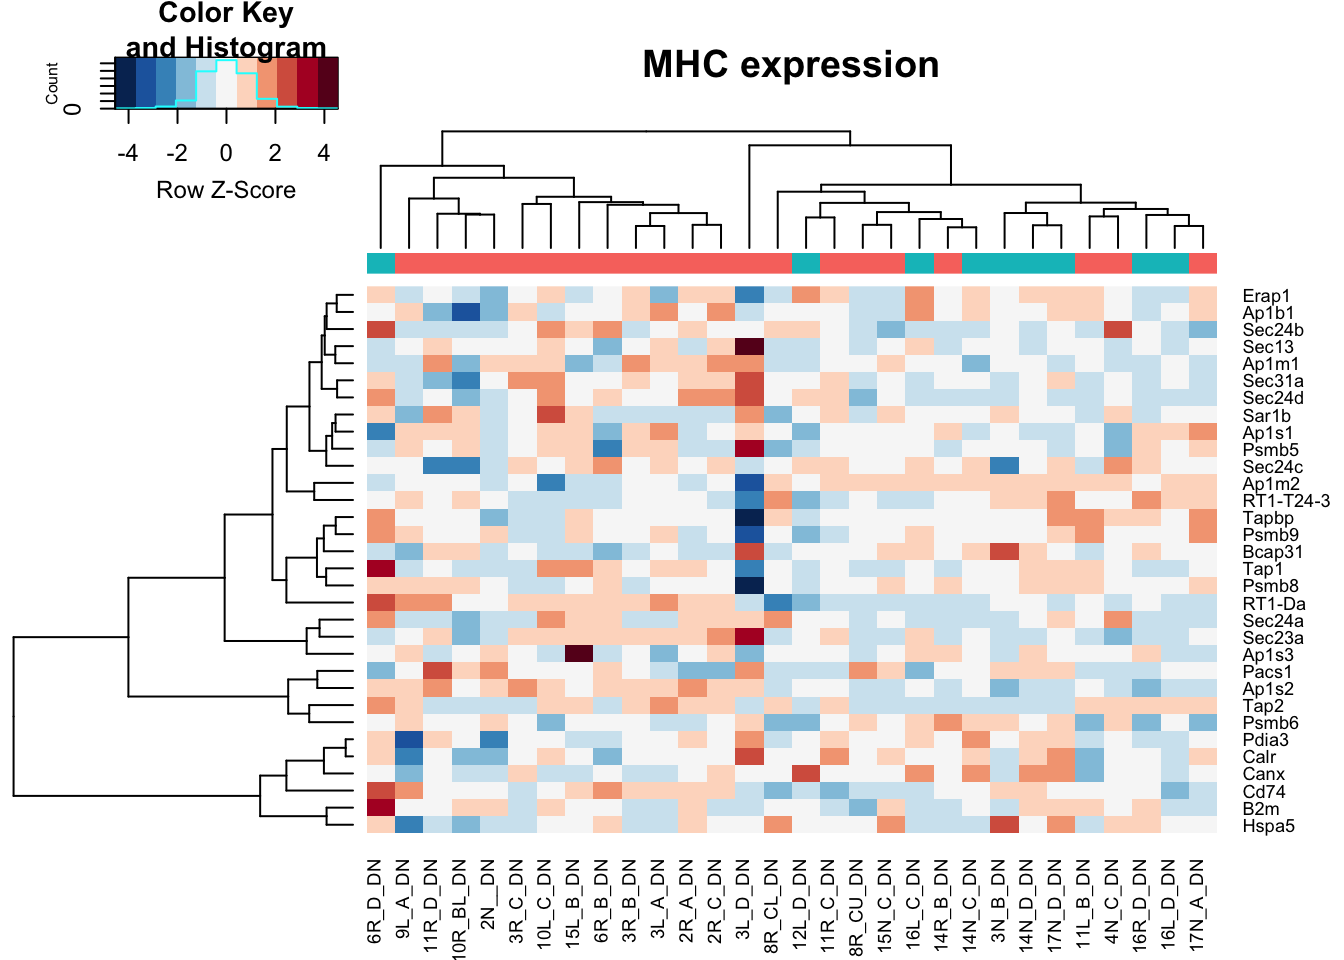 Color Key
and Histogram
Count
0
-4 -2 0 2 4
Row Z-Score
MHC expression
Erap1
Ap1b1
Sec24b
Sec13
Ap1m1
Sec31a
Sec24d
Sar1b
Ap1s1
Psmb5
Sec24c
Ap1m2
RT1-T24-3
Tapbp
Psmb9
Bcap31
Tap1
Psmb8
RT1-Da
Sec24a
Sec23a
Ap1s3
Pacs1
Ap1s2
Tap2
Psmb6
Pdia3
Calr
Canx
Cd74
B2m
Hspa5
6R_D_DN
9L_A_DN
11R_D_DN
10R_BL_DN
2N__DN
3R_C_DN
10L_C_DN
15L_B_DN
6R_B_DN
3R_B_DN
3L_A_DN
2R_A_DN
2R_C_DN
3L_D_DN
8R_CL_DN
12L_D_DN
11R_C_DN
8R_CU_DN
15N_C_DN
16L_C_DN
14R_B_DN
14N_C_DN
3N_B_DN
14N_D_DN
17N_D_DN
11L_B_DN
4N_C_DN
16R_D_DN
16L_D_DN
17N_A_DN